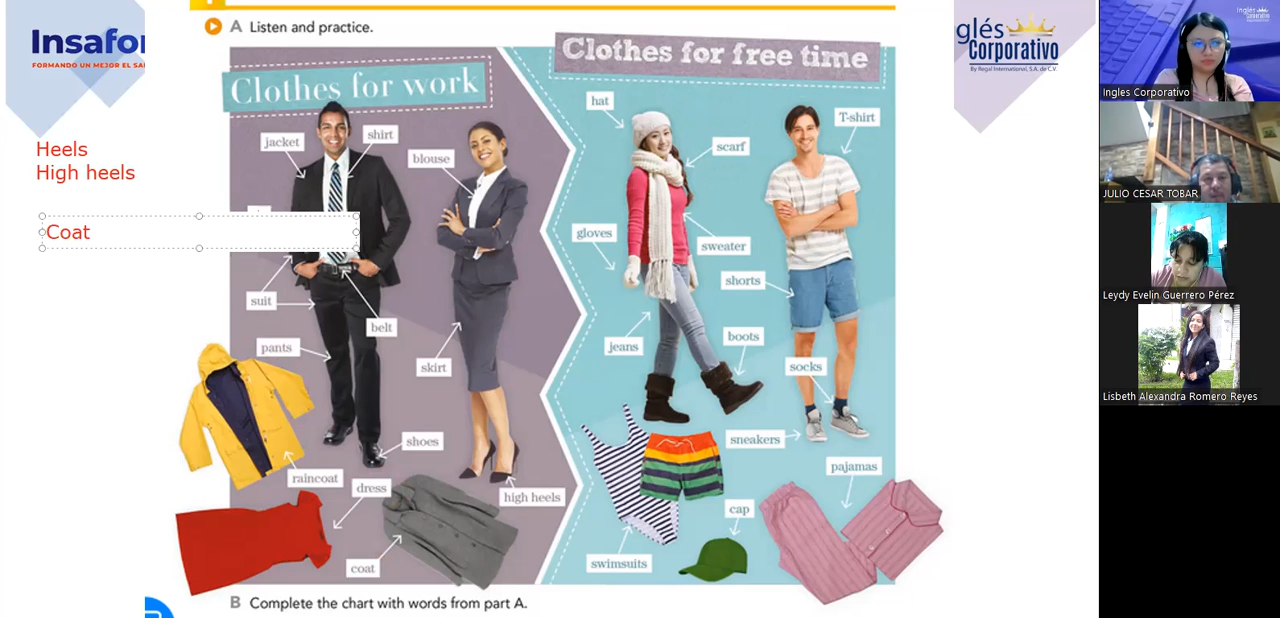 Insafor
FORMANDO UN MEJOR EL SAL
A Listen and practice.
glés
Corporativo
By Regal International, S.A. de C.V.
Heels
High heels
Coat
Clothes for work
jacket
shirt
blouse
suit
belt
pants
skirt
shoes
raincoat
dress
high heels
coat
Clothes for free time
hat
T-shirt
scarf
gloves
sweater
shorts
jeans
boots
socks
sneakers
pajamas
cap
swimsuits
B Complete the chart with words from part A.
Ingles Corporativo
JULIO CESAR TOBAR
Leydy Evelin Guerrero Pérez
Lisbeth Alexandra Romero Reyes